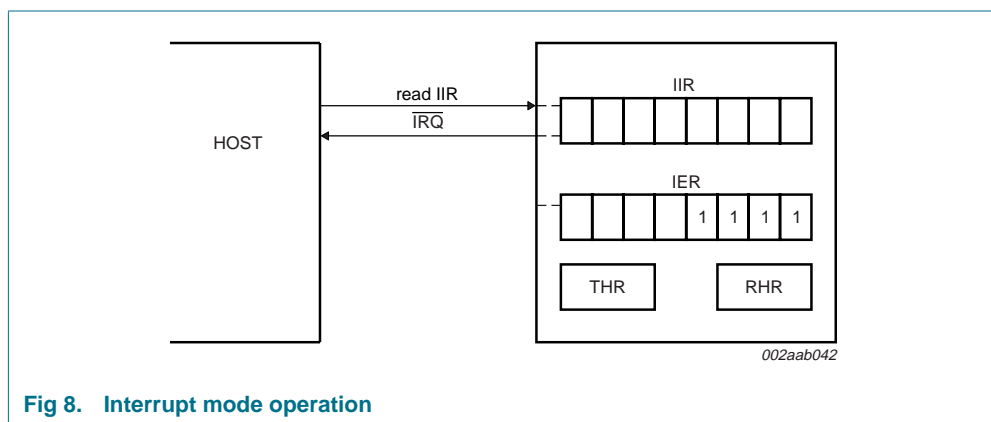 IIR
read IIR
IRQ
HOST
IER
1 1 1 1
THR RHR
002aab042
Fig 8. Interrupt mode operation